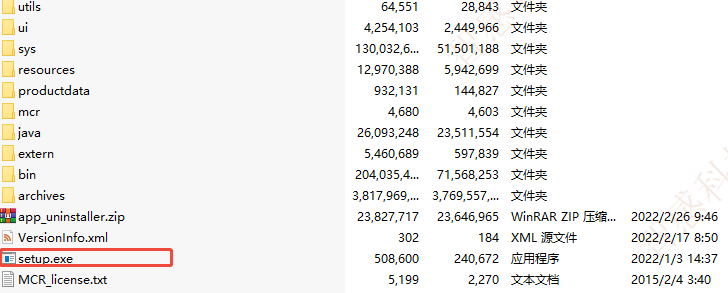 utils 64,551 28,843 文件夹
ui 4,254,103 2,449,966 文件夹
sys 130,032,6... 51,501,188 文件夹
resources 12,970,388 5,942,699 文件夹
productdata 932,131 144,827 文件夹
mcr 4,680 4,603 文件夹
java 26,093,248 23,511,554 文件夹
extern 5,460,689 597,839 文件夹
bin 204,035,4... 71,568,253 文件夹
archives 3,817,969,... 3,769,557,... 文件夹
app_uninstaller.zip 23,827,717 23,646,965 WinRAR ZIP 压缩... 2022/2/26 9:46
VersionInfo.xml 302 184 XML 源文件 2022/2/17 8:50
setup.exe 508,600 240,672 应用程序 2022/1/3 14:37
MCR_license.txt 5,199 2,270 文本文档 2015/2/4 3:40